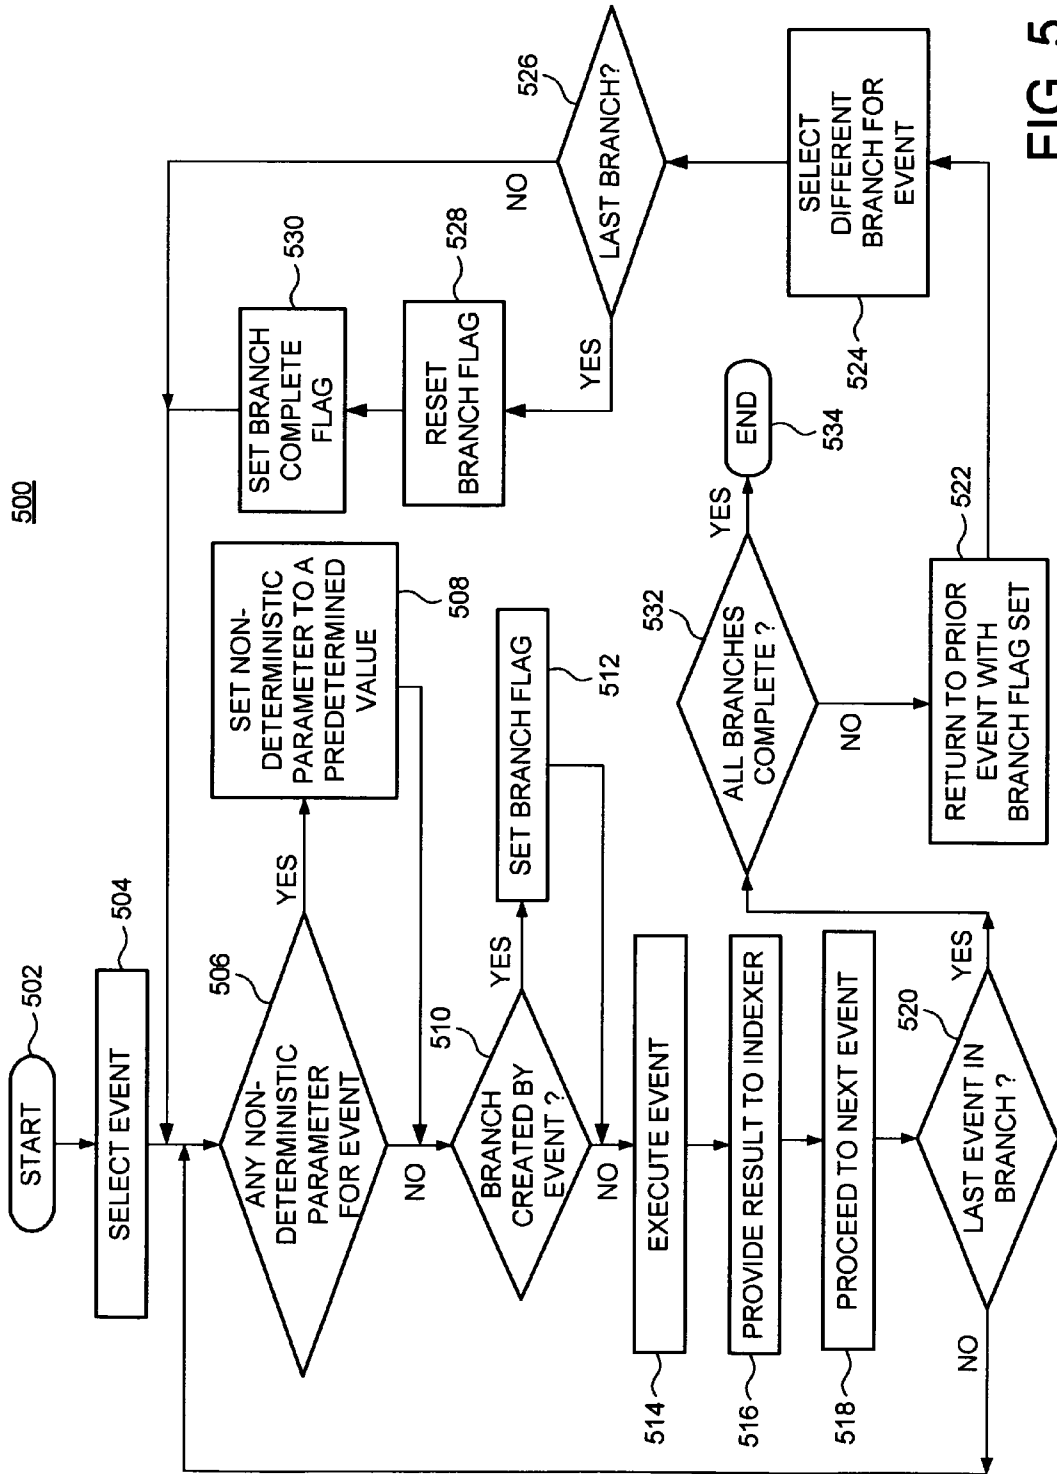 500
START
502
SELECT EVENT
504
ANY NON-
DETERMINISTIC
PARAMETER
FOR EVENT
506
YES
NO
SET NON-
DETERMINISTIC
PARAMETER TO A
PREDETERMINED
VALUE
508
BRANCH
CREATED BY
EVENT ?
510
YES
NO
SET BRANCH FLAG
512
EXECUTE EVENT
514
PROVIDE RESULT TO INDEXER
516
PROCEED TO NEXT EVENT
518
LAST EVENT IN
BRANCH ?
520
YES
NO
ALL BRANCHES
COMPLETE ?
532
YES
NO
END
534
RETURN TO PRIOR
EVENT WITH
BRANCH FLAG SET
522
SELECT
DIFFERENT
BRANCH FOR
EVENT
524
LAST BRANCH?
526
NO
YES
RESET
BRANCH FLAG
528
SET BRANCH
COMPLETE
FLAG
530
FIG. 5